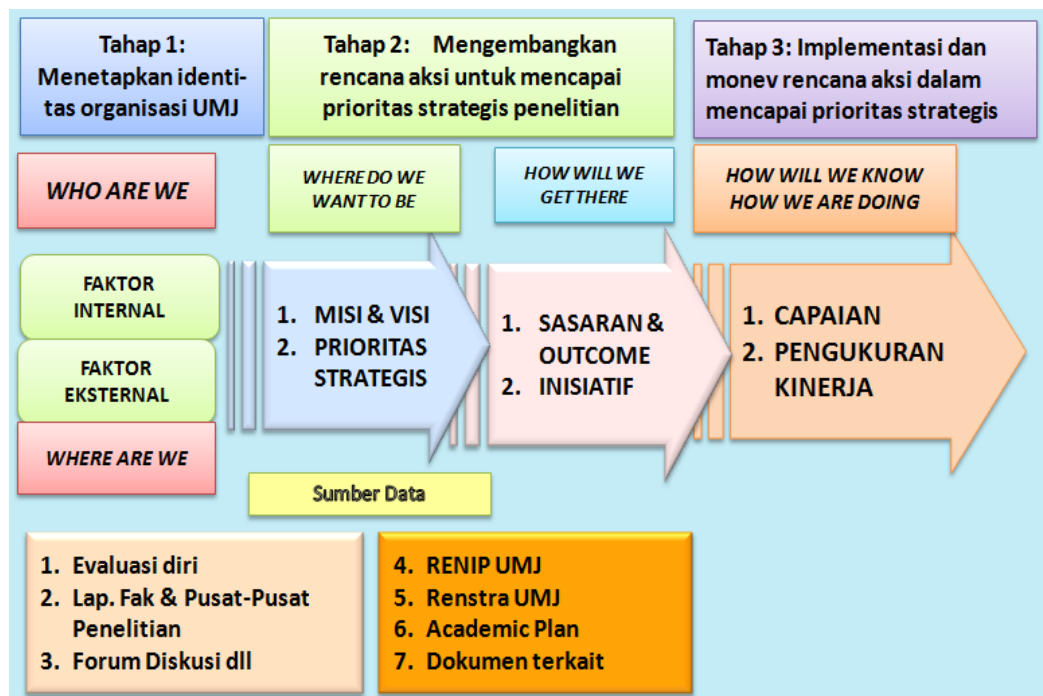 Tahap 1:
Menetapkan identi-
tas organisasi UMJ
Tahap 2: Mengembangkan
rencana aksi untuk mencapai
prioritas strategis penelitian
Tahap 3: Implementasi dan
monev rencana aksi dalam
mencapai prioritas strategis
WHO ARE WE
WHERE DO WE
WANT TO BE
HOW WILL WE
GET THERE
HOW WILL WE KNOW
HOW WE ARE DOING
FAKTOR
INTERNAL
FAKTOR
EKSTERNAL
WHERE ARE WE
1. MISI & VISI
2. PRIORITAS
STRATEGIS
1. SASARAN &
OUTCOME
2. INISIATIF
1. CAPAIAN
2. PENGUKURAN
KINERJA
Sumber Data
1. Evaluasi diri
2. Lap. Fak & Pusat-Pusat
Penelitian
3. Forum Diskusi dll
4. RENIP UMJ
5. Renstra UMJ
6. Academic Plan
7. Dokumen terkait